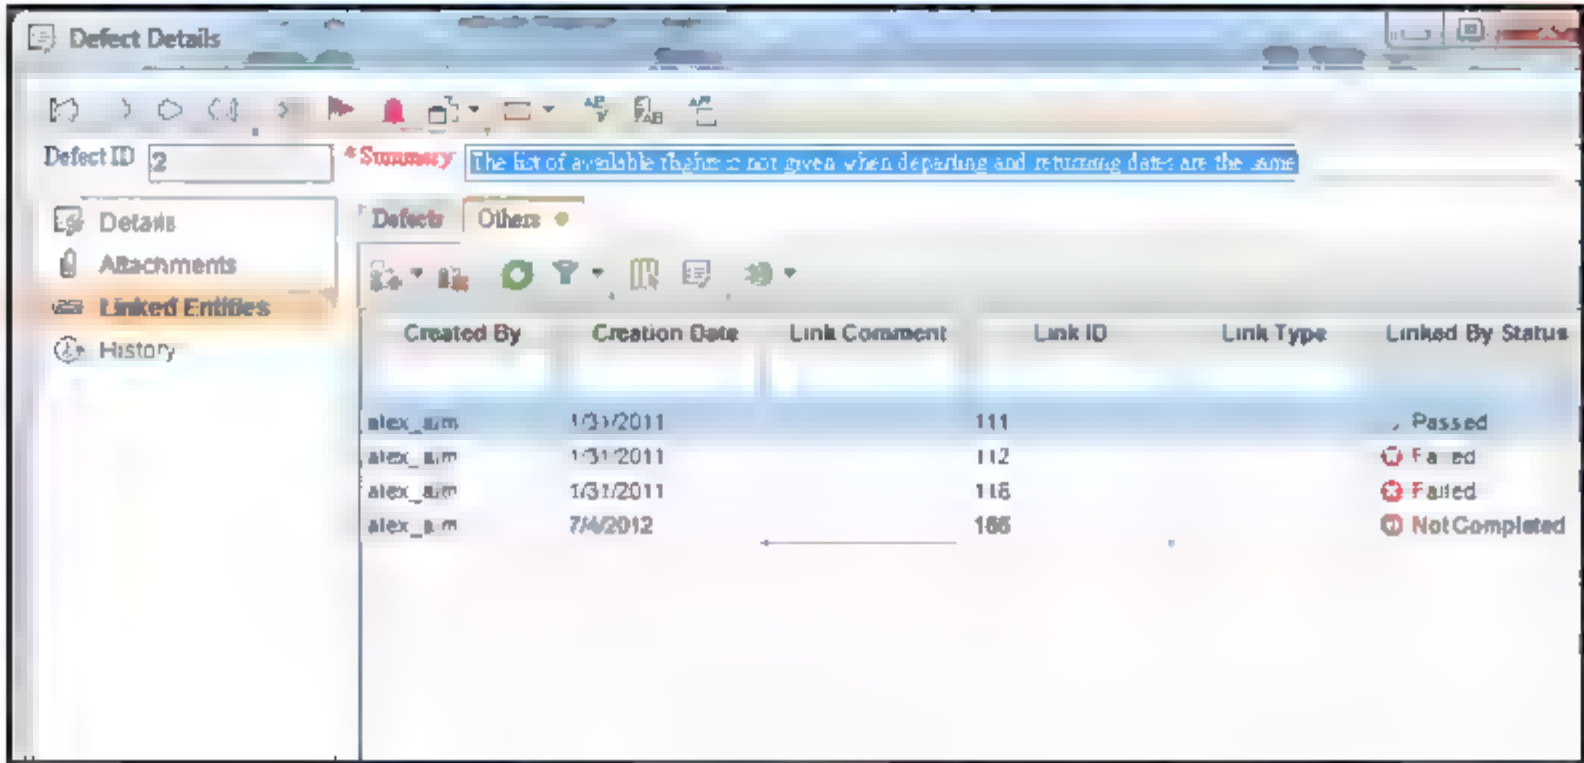 Defect Details
Defect ID 2 * Summary The list of available flights is not given when departing and returning dates are the same
Details
Attachments
Linked Entities
History
Defects Others
Created By Creation Date Link Comment Link ID Link Type Linked By Status
1/31/2011 111 Passed
1/31/2011 112 Failed
1/31/2011 Failed
7/4/2012 Not Completed